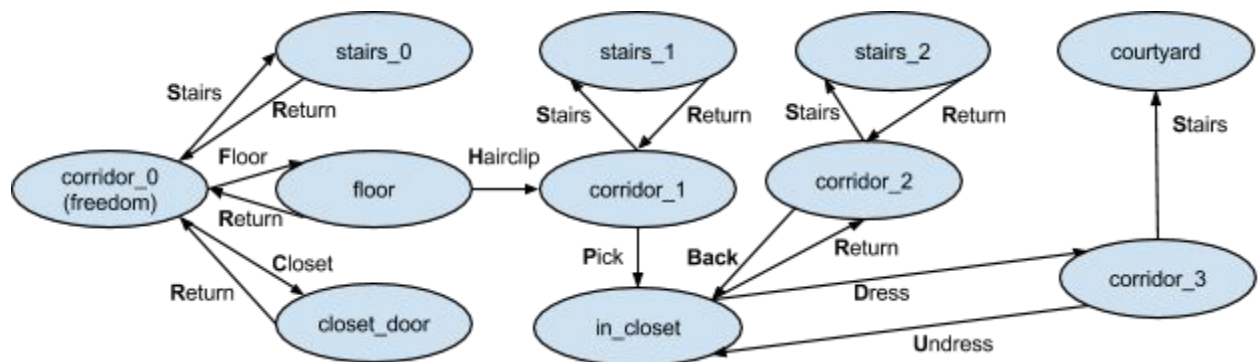 stairs_0
stairs_1
stairs_2
courtyard
Stairs
Return
Stairs
Return
Stairs
Return
Stairs
Floor
Hairclip
corridor_0
(freedom)
floor
corridor_1
corridor_2
Return
Closet
Pick
Back
Return
Dress
corridor_3
Return
closet_door
in_closet
Undress